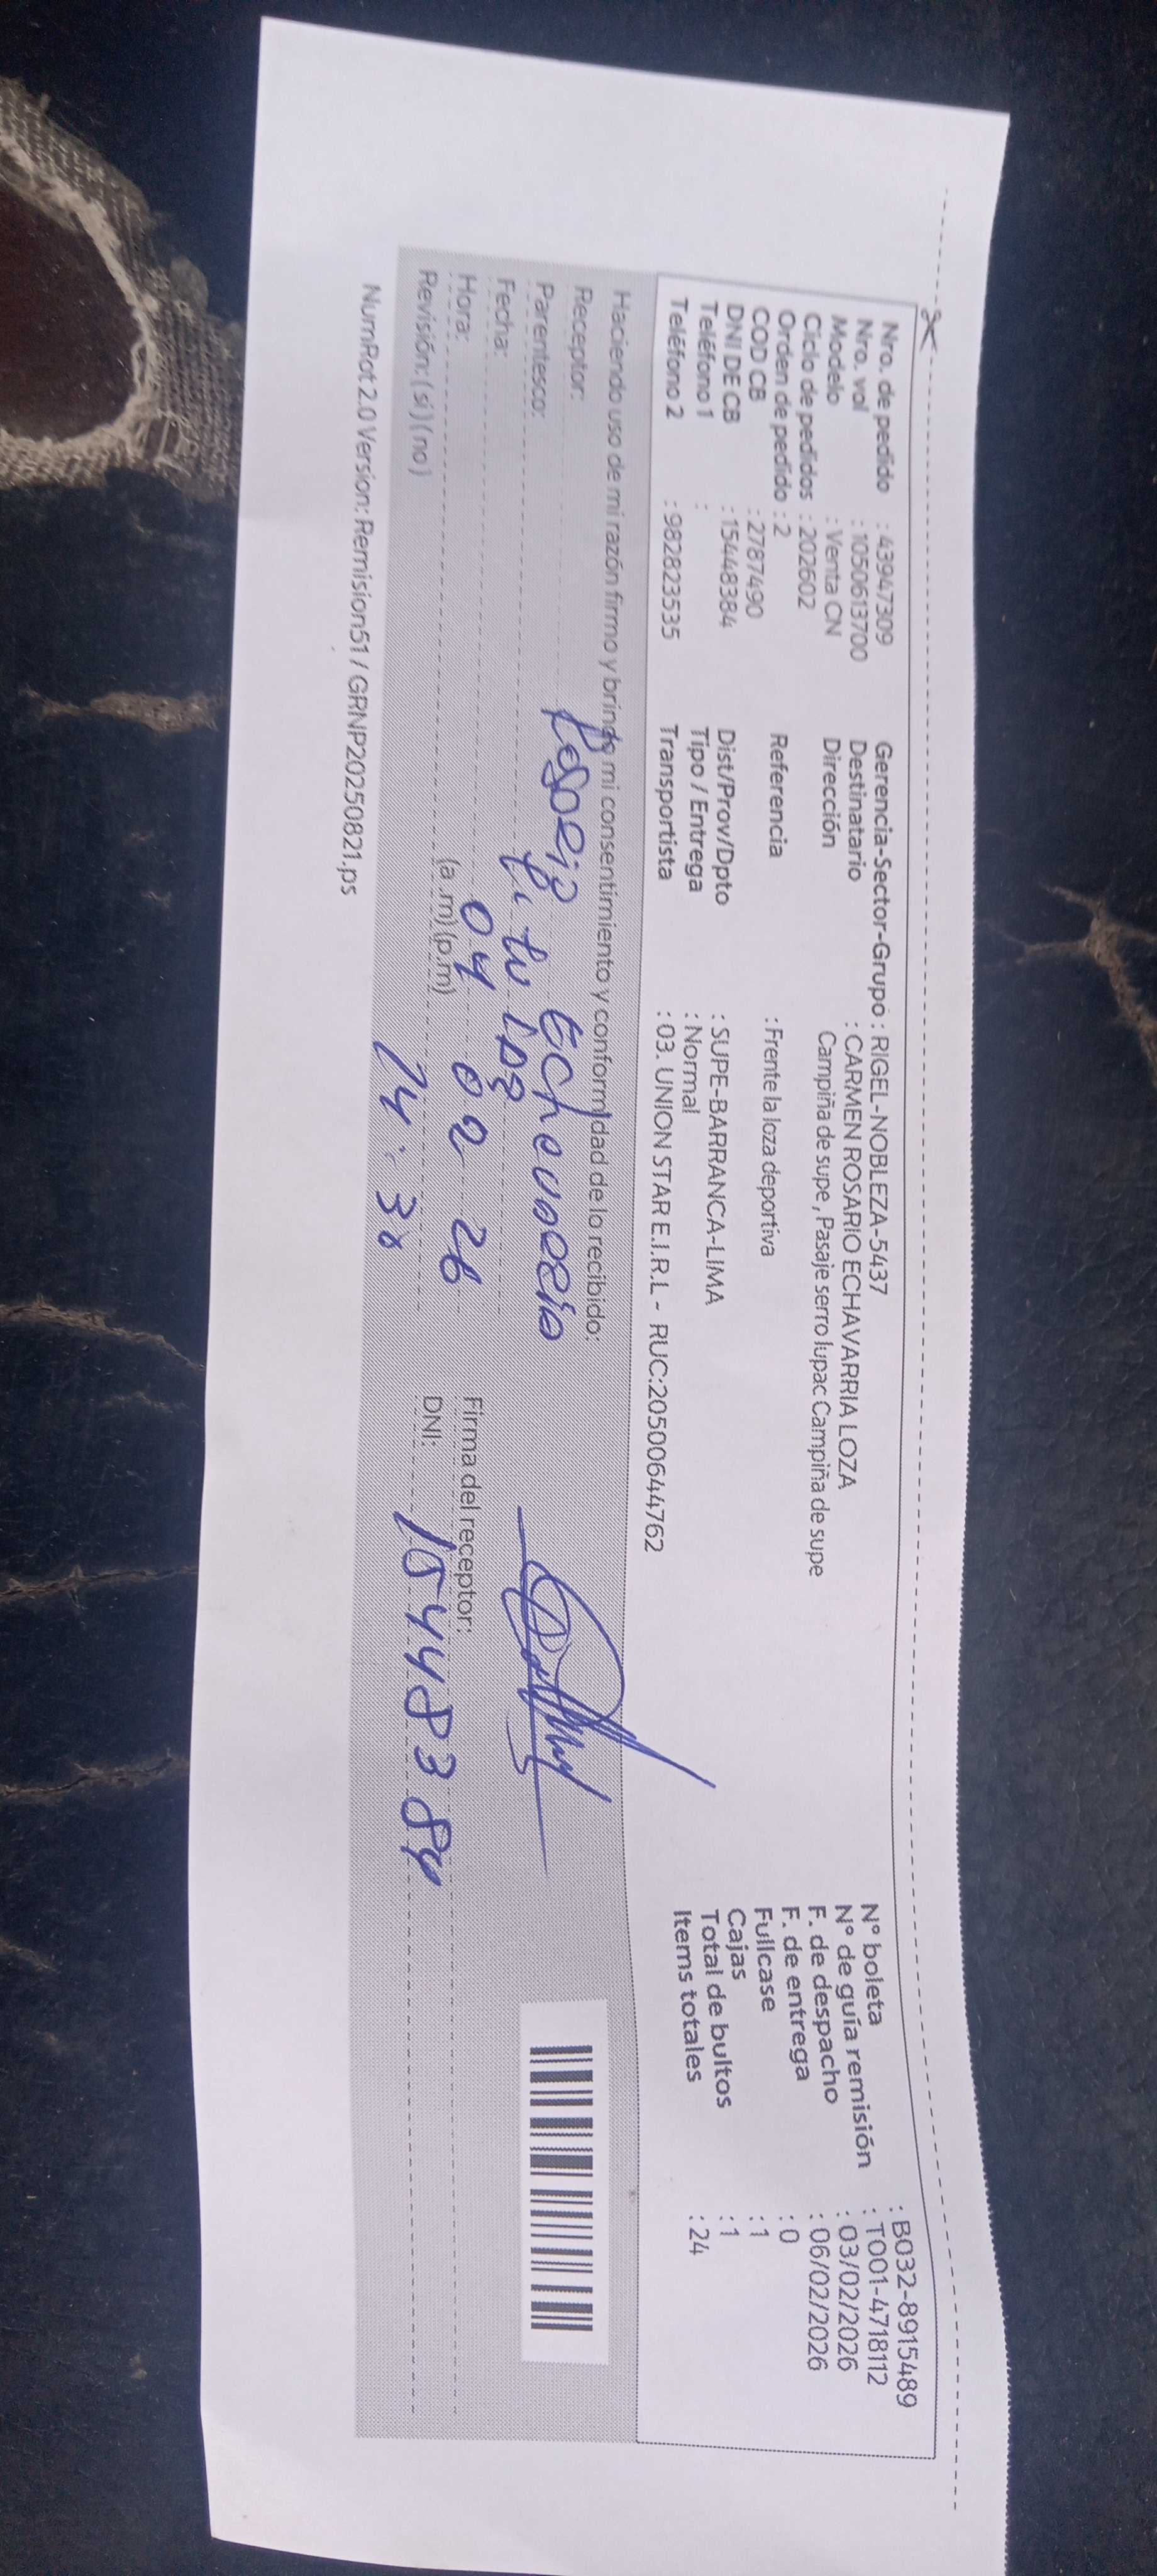 Nro. de pedido : 43947309
Nro. vol : 1050613700
Modelo : Venta CN
Ciclo de pedidos : 202602
Orden de pedido : 2
COD CB : 2787490
DNI DE CB : 15448384
Teléfono 1 :
Teléfono 2 : 982823535
Gerencia-Sector-Grupo : RIGEL-NOBLEZA-5437
Destinatario : CARMEN ROSARIO ECHAVARRIA LOZA
Dirección Campiña de supe , Pasaje serro lupac Campiña de supe
Referencia : Frente la loza deportiva
Dist/Prov/Dpto : SUPE-BARRANCA-LIMA
Tipo / Entrega : Normal
Transportista : 03. UNION STAR E.I.R.L - RUC:20500644762
N° boleta : B032-8915489
N° de guía remisión : T001-4718112
F. de despacho : 03/02/2026
F. de entrega : 06/02/2026
Fullcase : 0
Cajas : 1
Total de bultos : 1
Items totales : 24
Haciendo uso de mi razón firmo y brindo mi consentimiento y conformidad de lo recibido:
Receptor: Rosario Echavarria
Parentesco: titular
Fecha: 04 02 26
Hora: (a.m) (p.m) 14:38
Revisión: ( sí ) ( no )
Firma del receptor:
DNI: 15448384
NumRot 2.0 Version: Remision51 / GRNP20250821.ps